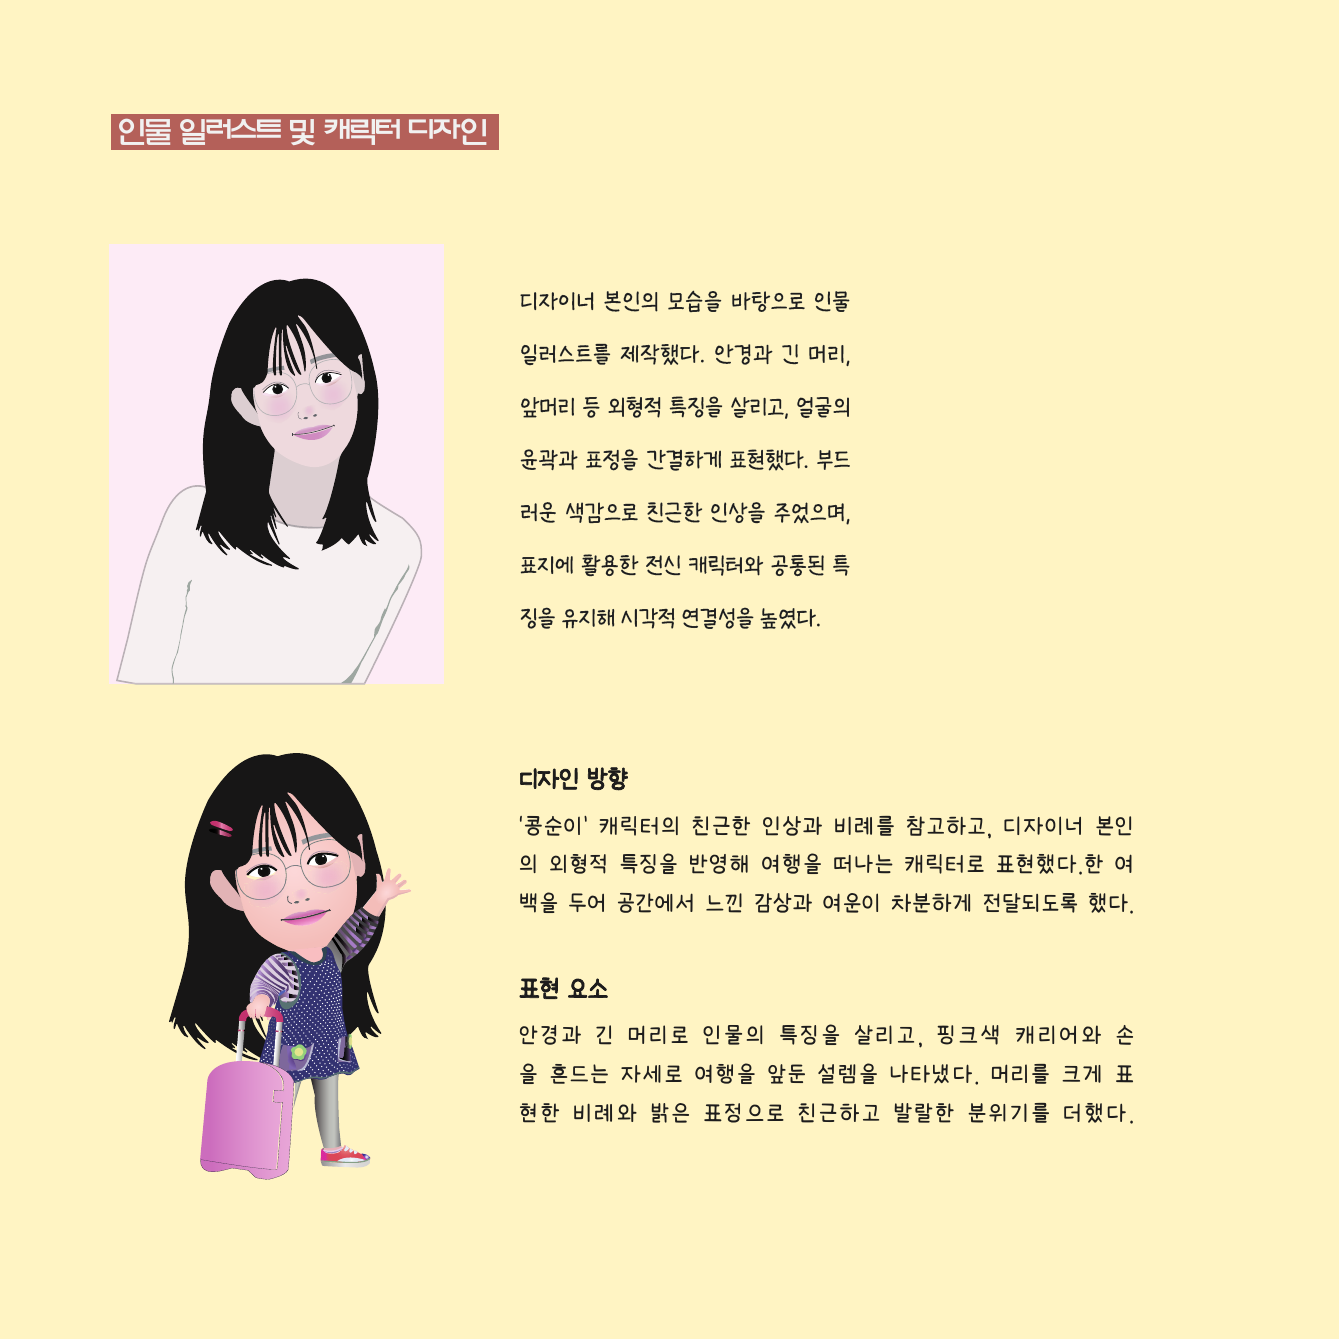 인물 일러스트 및 캐릭터 디자인
디자이너 본인의 모습을 바탕으로 인물
일러스트를 제작했다. 안경과 긴 머리,
앞머리 등 외형적 특징을 살리고, 얼굴의
윤곽과 표정을 간결하게 표현했다. 부드
러운 색감으로 친근한 인상을 주었으며,
표지에 활용한 전신 캐릭터와 공통된 특
징을 유지해 시각적 연결성을 높였다.
디자인 방향
'콩순이' 캐릭터의 친근한 인상과 비례를 참고하고, 디자이너 본인
의 외형적 특징을 반영해 여행을 떠나는 캐릭터로 표현했다.한 여
백을 두어 공간에서 느낀 감상과 여운이 차분하게 전달되도록 했다.
표현 요소
안경과 긴 머리로 인물의 특징을 살리고, 핑크색 캐리어와 손
을 흔드는 자세로 여행을 앞둔 설렘을 나타냈다. 머리를 크게 표
현한 비례와 밝은 표정으로 친근하고 발랄한 분위기를 더했다.